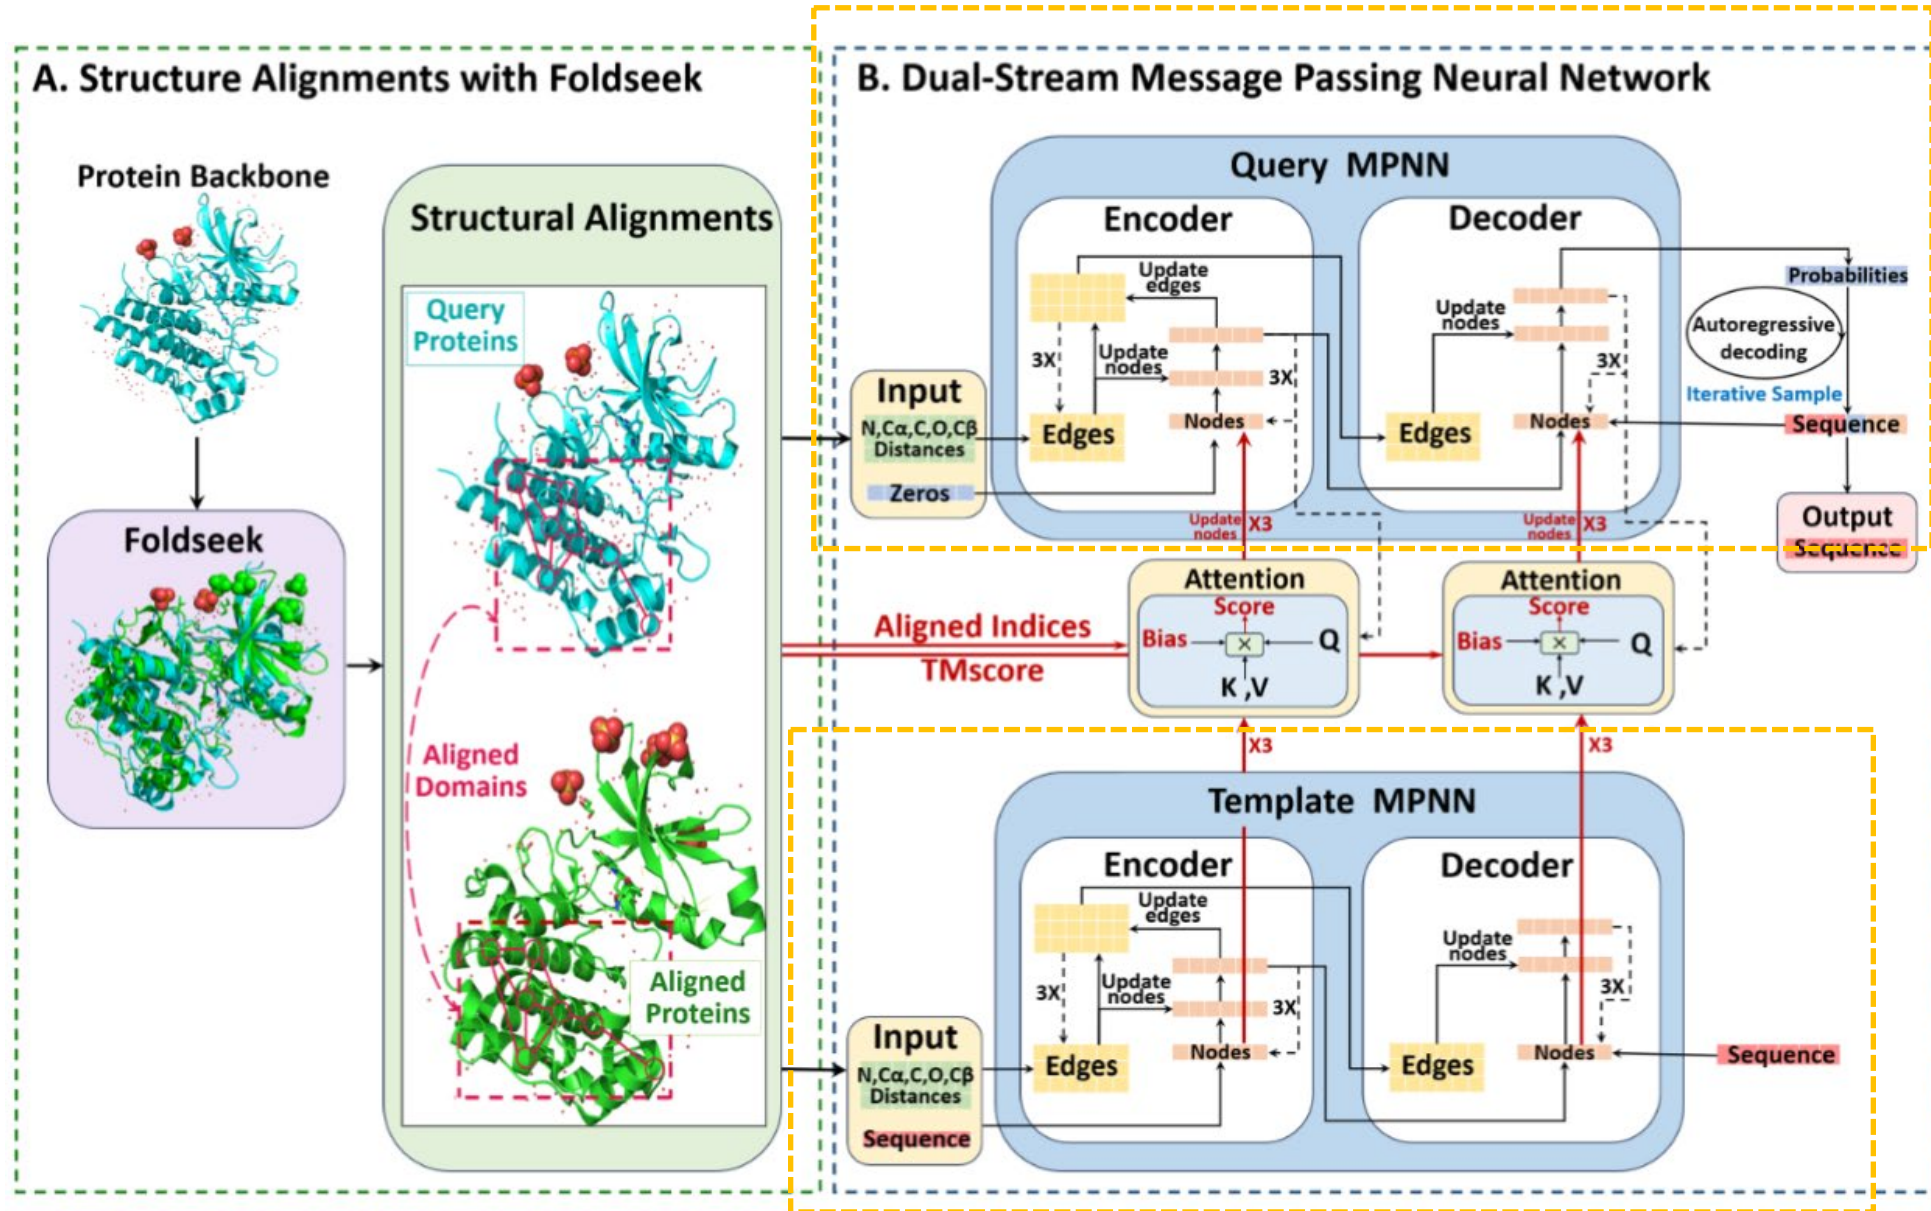 A. Structure Alignments with Foldseek
Protein Backbone
Foldseek
Structural Alignments
Query
Proteins
Aligned
Domains
Aligned
Proteins
B. Dual-Stream Message Passing Neural Network
Query MPNN
Encoder
Decoder
Input
N,Cα,C,O,Cβ
Distances
Zeros
Update
edges
3X
Update
nodes
3X
Edges
Nodes
Update
nodes
3X
Edges
Nodes
Probabilities
Autoregressive
decoding
Iterative Sample
Sequence
Output
Sequence
Update
nodes
X3
Update
nodes
X3
Aligned Indices
TMscore
Attention
Score
Bias
×
Q
K ,V
Attention
Score
Bias
×
Q
K ,V
X3
X3
Template MPNN
Encoder
Decoder
Input
N,Cα,C,O,Cβ
Distances
Sequence
Update
edges
3X
Update
nodes
3X
Edges
Nodes
Update
nodes
3X
Edges
Nodes
Sequence